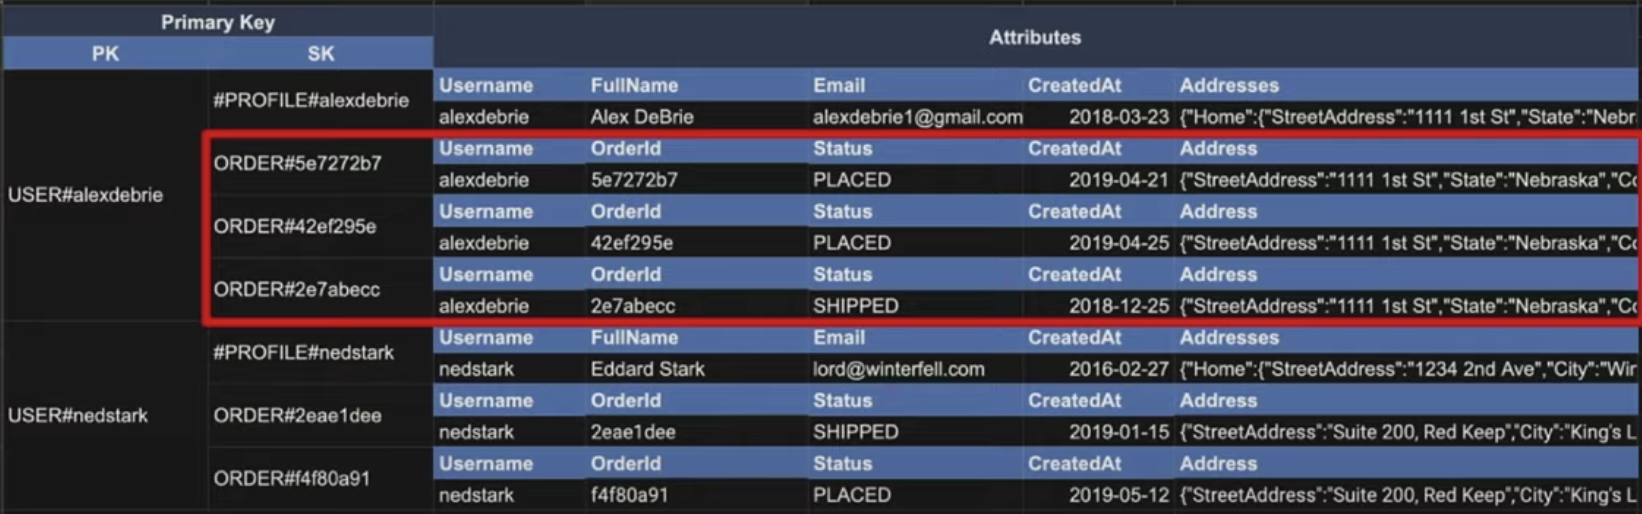 Primary Key
Attributes
PK SK
#PROFILE#alexdebrie
Username FullName Email CreatedAt Addresses
alexdebrie Alex DeBrie alexdebrie1@gmail.com 2018-03-23 {"Home":{"StreetAddress":"1111 1st St","State":"Nebr
USER#alexdebrie
ORDER#5e7272b7
Username OrderId Status CreatedAt Address
alexdebrie 5e7272b7 PLACED 2019-04-21 {"StreetAddress":"1111 1st St","State":"Nebraska","Co
ORDER#42ef295e
Username OrderId Status CreatedAt Address
alexdebrie 42ef295e PLACED 2019-04-25 {"StreetAddress":"1111 1st St","State":"Nebraska","Co
ORDER#2e7abecc
Username OrderId Status CreatedAt Address
alexdebrie 2e7abecc SHIPPED 2018-12-25 {"StreetAddress":"1111 1st St","State":"Nebraska","Co
#PROFILE#nedstark
Username FullName Email CreatedAt Addresses
nedstark Eddard Stark lord@winterfell.com 2016-02-27 {"Home":{"StreetAddress":"1234 2nd Ave","City":"Win
USER#nedstark
ORDER#2eae1dee
Username OrderId Status CreatedAt Address
nedstark 2eae1dee SHIPPED 2019-01-15 {"StreetAddress":"Suite 200, Red Keep","City":"King's L
ORDER#f4f80a91
Username OrderId Status CreatedAt Address
nedstark f4f80a91 PLACED 2019-05-12 {"StreetAddress":"Suite 200, Red Keep","City":"King's L